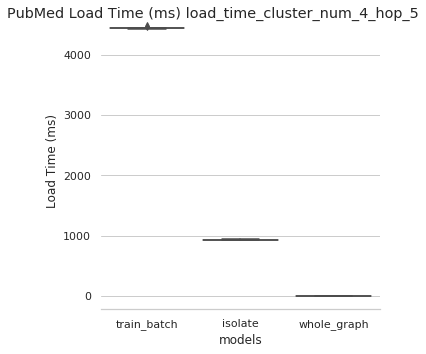 PubMed Load Time (ms) load_time_cluster_num_4_hop_5
4000
3000
2000
1000
0
Load Time (ms)
train_batch isolate whole_graph
models